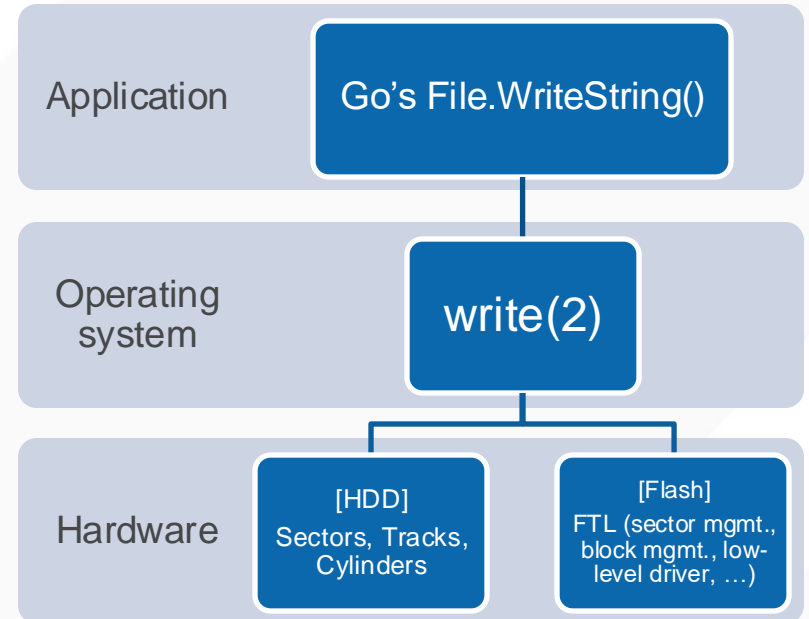 Application
Go’s File.WriteString()
Operating
system
write(2)
Hardware
[HDD]
Sectors, Tracks,
Cylinders
[Flash]
FTL (sector mgmt.,
block mgmt., low-
level driver, …)